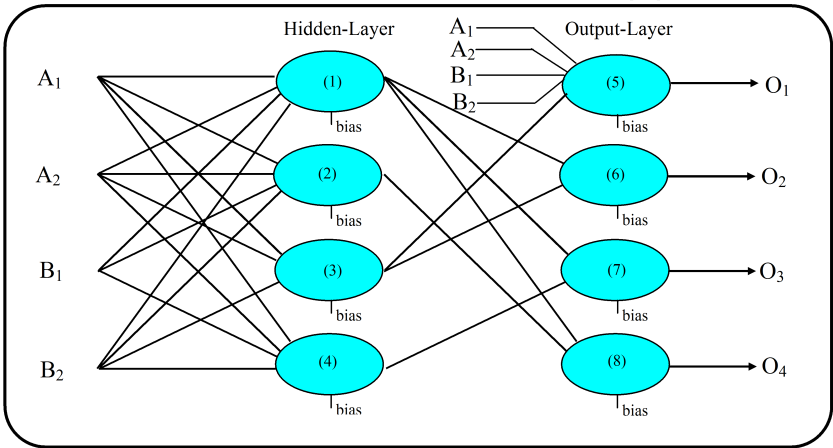 Hidden-Layer
Output-Layer
A1
A2
B1
B2
A1
A2
B1
B2
(1)
bias
(2)
bias
(3)
bias
(4)
bias
(5)
bias
(6)
bias
(7)
bias
(8)
bias
O1
O2
O3
O4